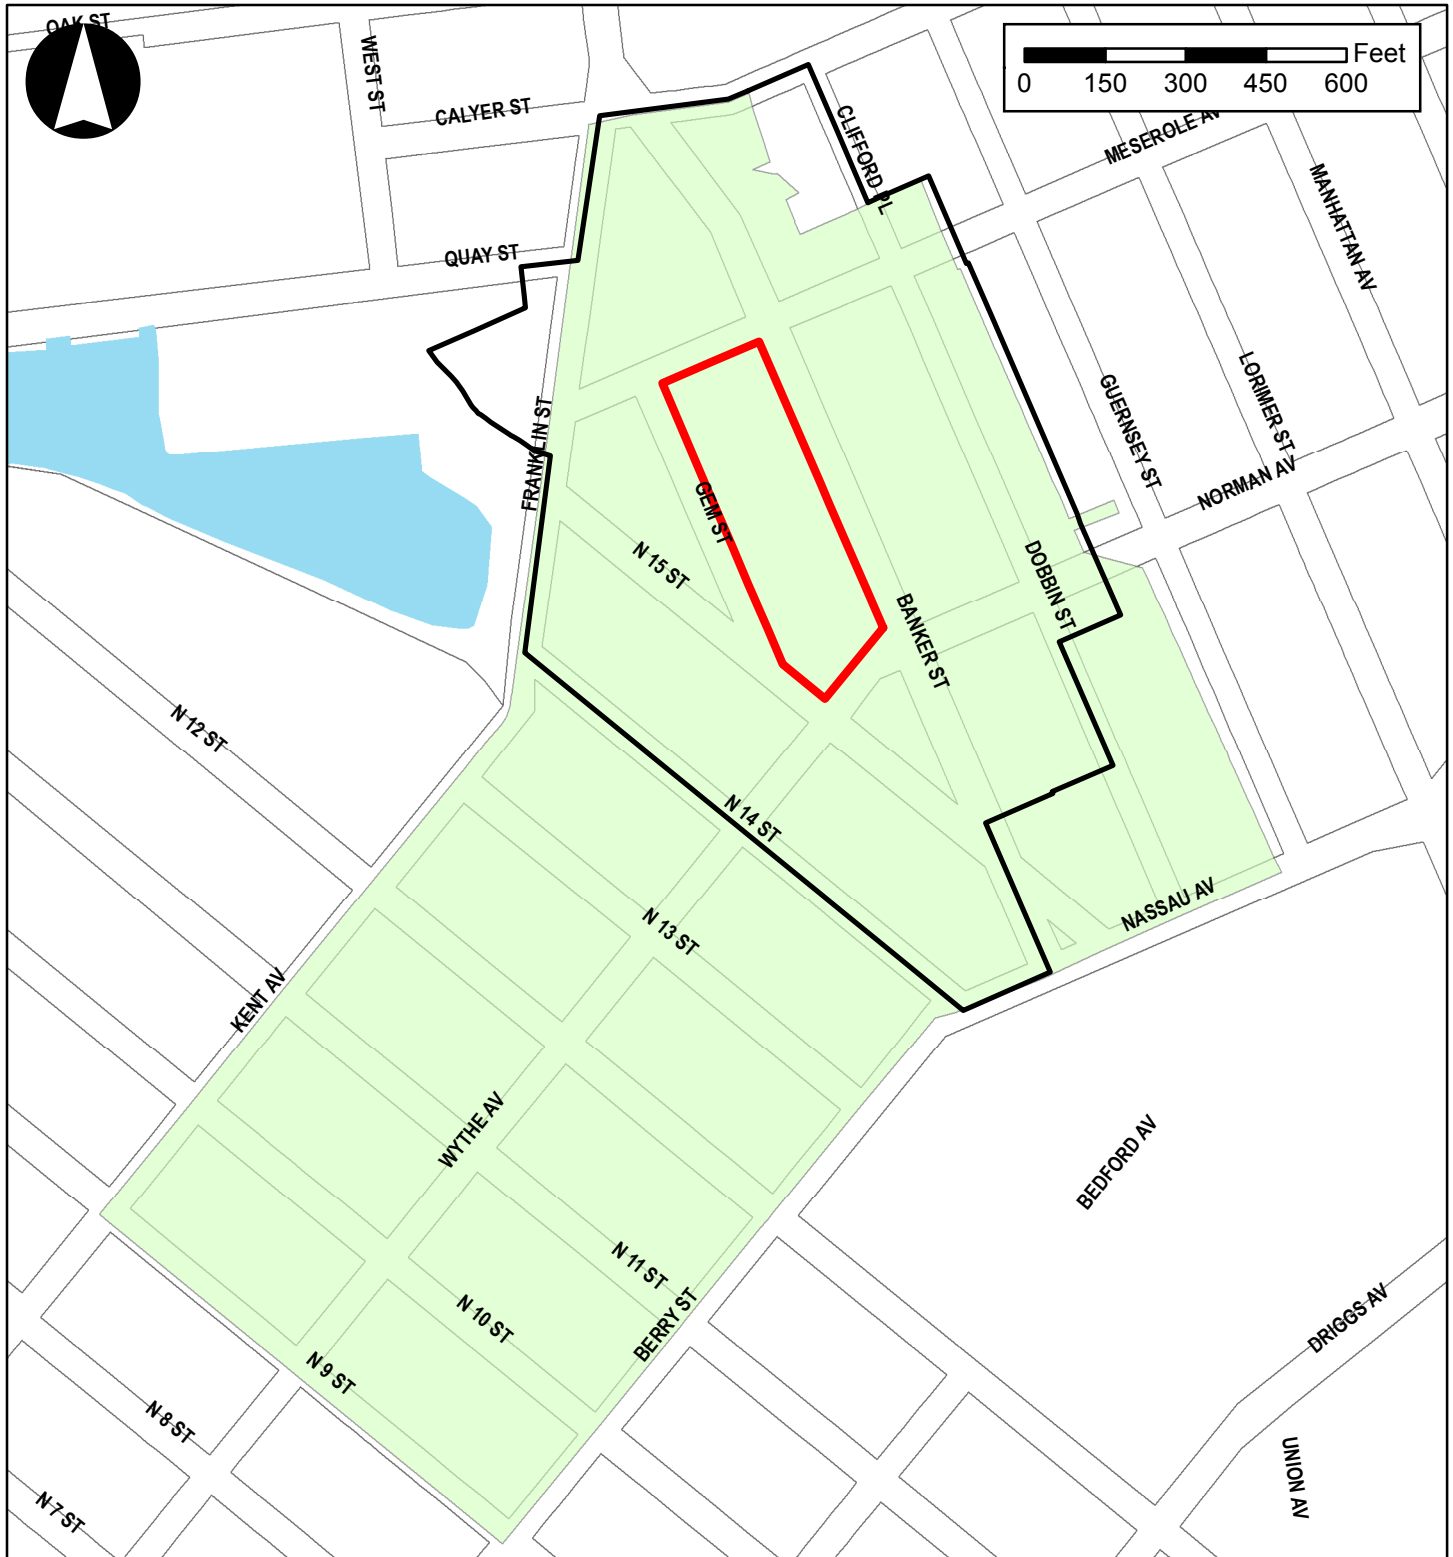 OAK ST
WEST ST
CALYER ST
QUAY ST
CLIFFORD PL
Feet
0 150 300 450 600
MESEROLE AV
MANHATTAN AV
LORIMER ST
GUERNSEY ST
NORMAN AV
FRANKLIN ST
GEM ST
N 15 ST
DOBBIN ST
BANKER ST
N 12 ST
N 14 ST
NASSAU AV
N 13 ST
KENT AV
WYTHE AV
BEDFORD AV
N 11 ST
BERRY ST
N 10 ST
DRIGGS AV
N 9 ST
N 8 ST
UNION AV
N 7 ST